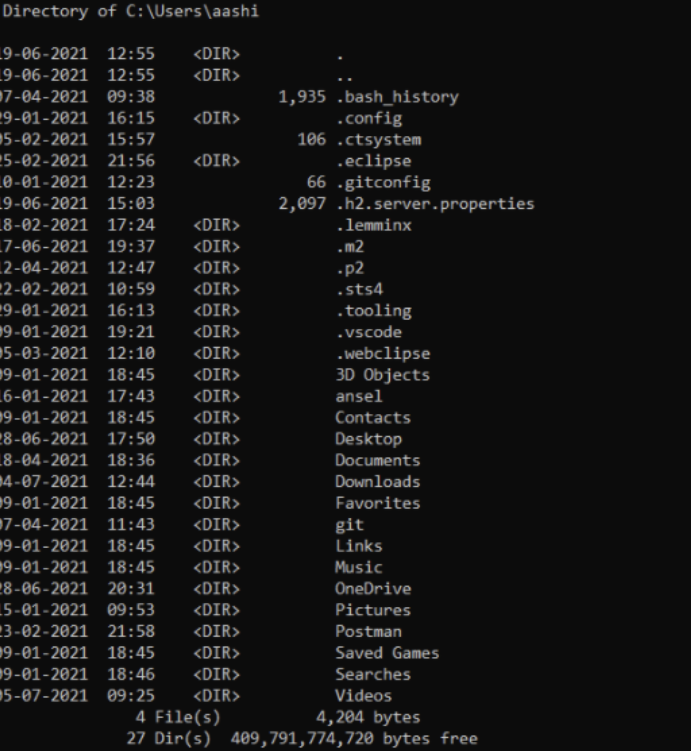 Directory of C:\Users\aashi
19-06-2021 12:55 <DIR> .
19-06-2021 12:55 <DIR> ..
07-04-2021 09:38 1,935 .bash_history
29-01-2021 16:15 <DIR> .config
05-02-2021 15:57 106 .ctsystem
25-02-2021 21:56 <DIR> .eclipse
10-01-2021 12:23 66 .gitconfig
19-06-2021 15:03 2,097 .h2.server.properties
18-02-2021 17:24 <DIR> .lemminx
17-06-2021 19:37 <DIR> .m2
12-04-2021 12:47 <DIR> .p2
22-02-2021 10:59 <DIR> .sts4
29-01-2021 16:13 <DIR> .tooling
09-01-2021 19:21 <DIR> .vscode
05-03-2021 12:10 <DIR> .webclipse
09-01-2021 18:45 <DIR> 3D Objects
16-01-2021 17:43 <DIR> ansel
09-01-2021 18:45 <DIR> Contacts
28-06-2021 17:50 <DIR> Desktop
18-04-2021 18:36 <DIR> Documents
04-07-2021 12:44 <DIR> Downloads
09-01-2021 18:45 <DIR> Favorites
07-04-2021 11:43 <DIR> git
09-01-2021 18:45 <DIR> Links
09-01-2021 18:45 <DIR> Music
28-06-2021 20:31 <DIR> OneDrive
15-01-2021 09:53 <DIR> Pictures
23-02-2021 21:58 <DIR> Postman
09-01-2021 18:45 <DIR> Saved Games
09-01-2021 18:46 <DIR> Searches
05-07-2021 09:25 <DIR> Videos
4 File(s) 4,204 bytes
27 Dir(s) 409,791,774,720 bytes free